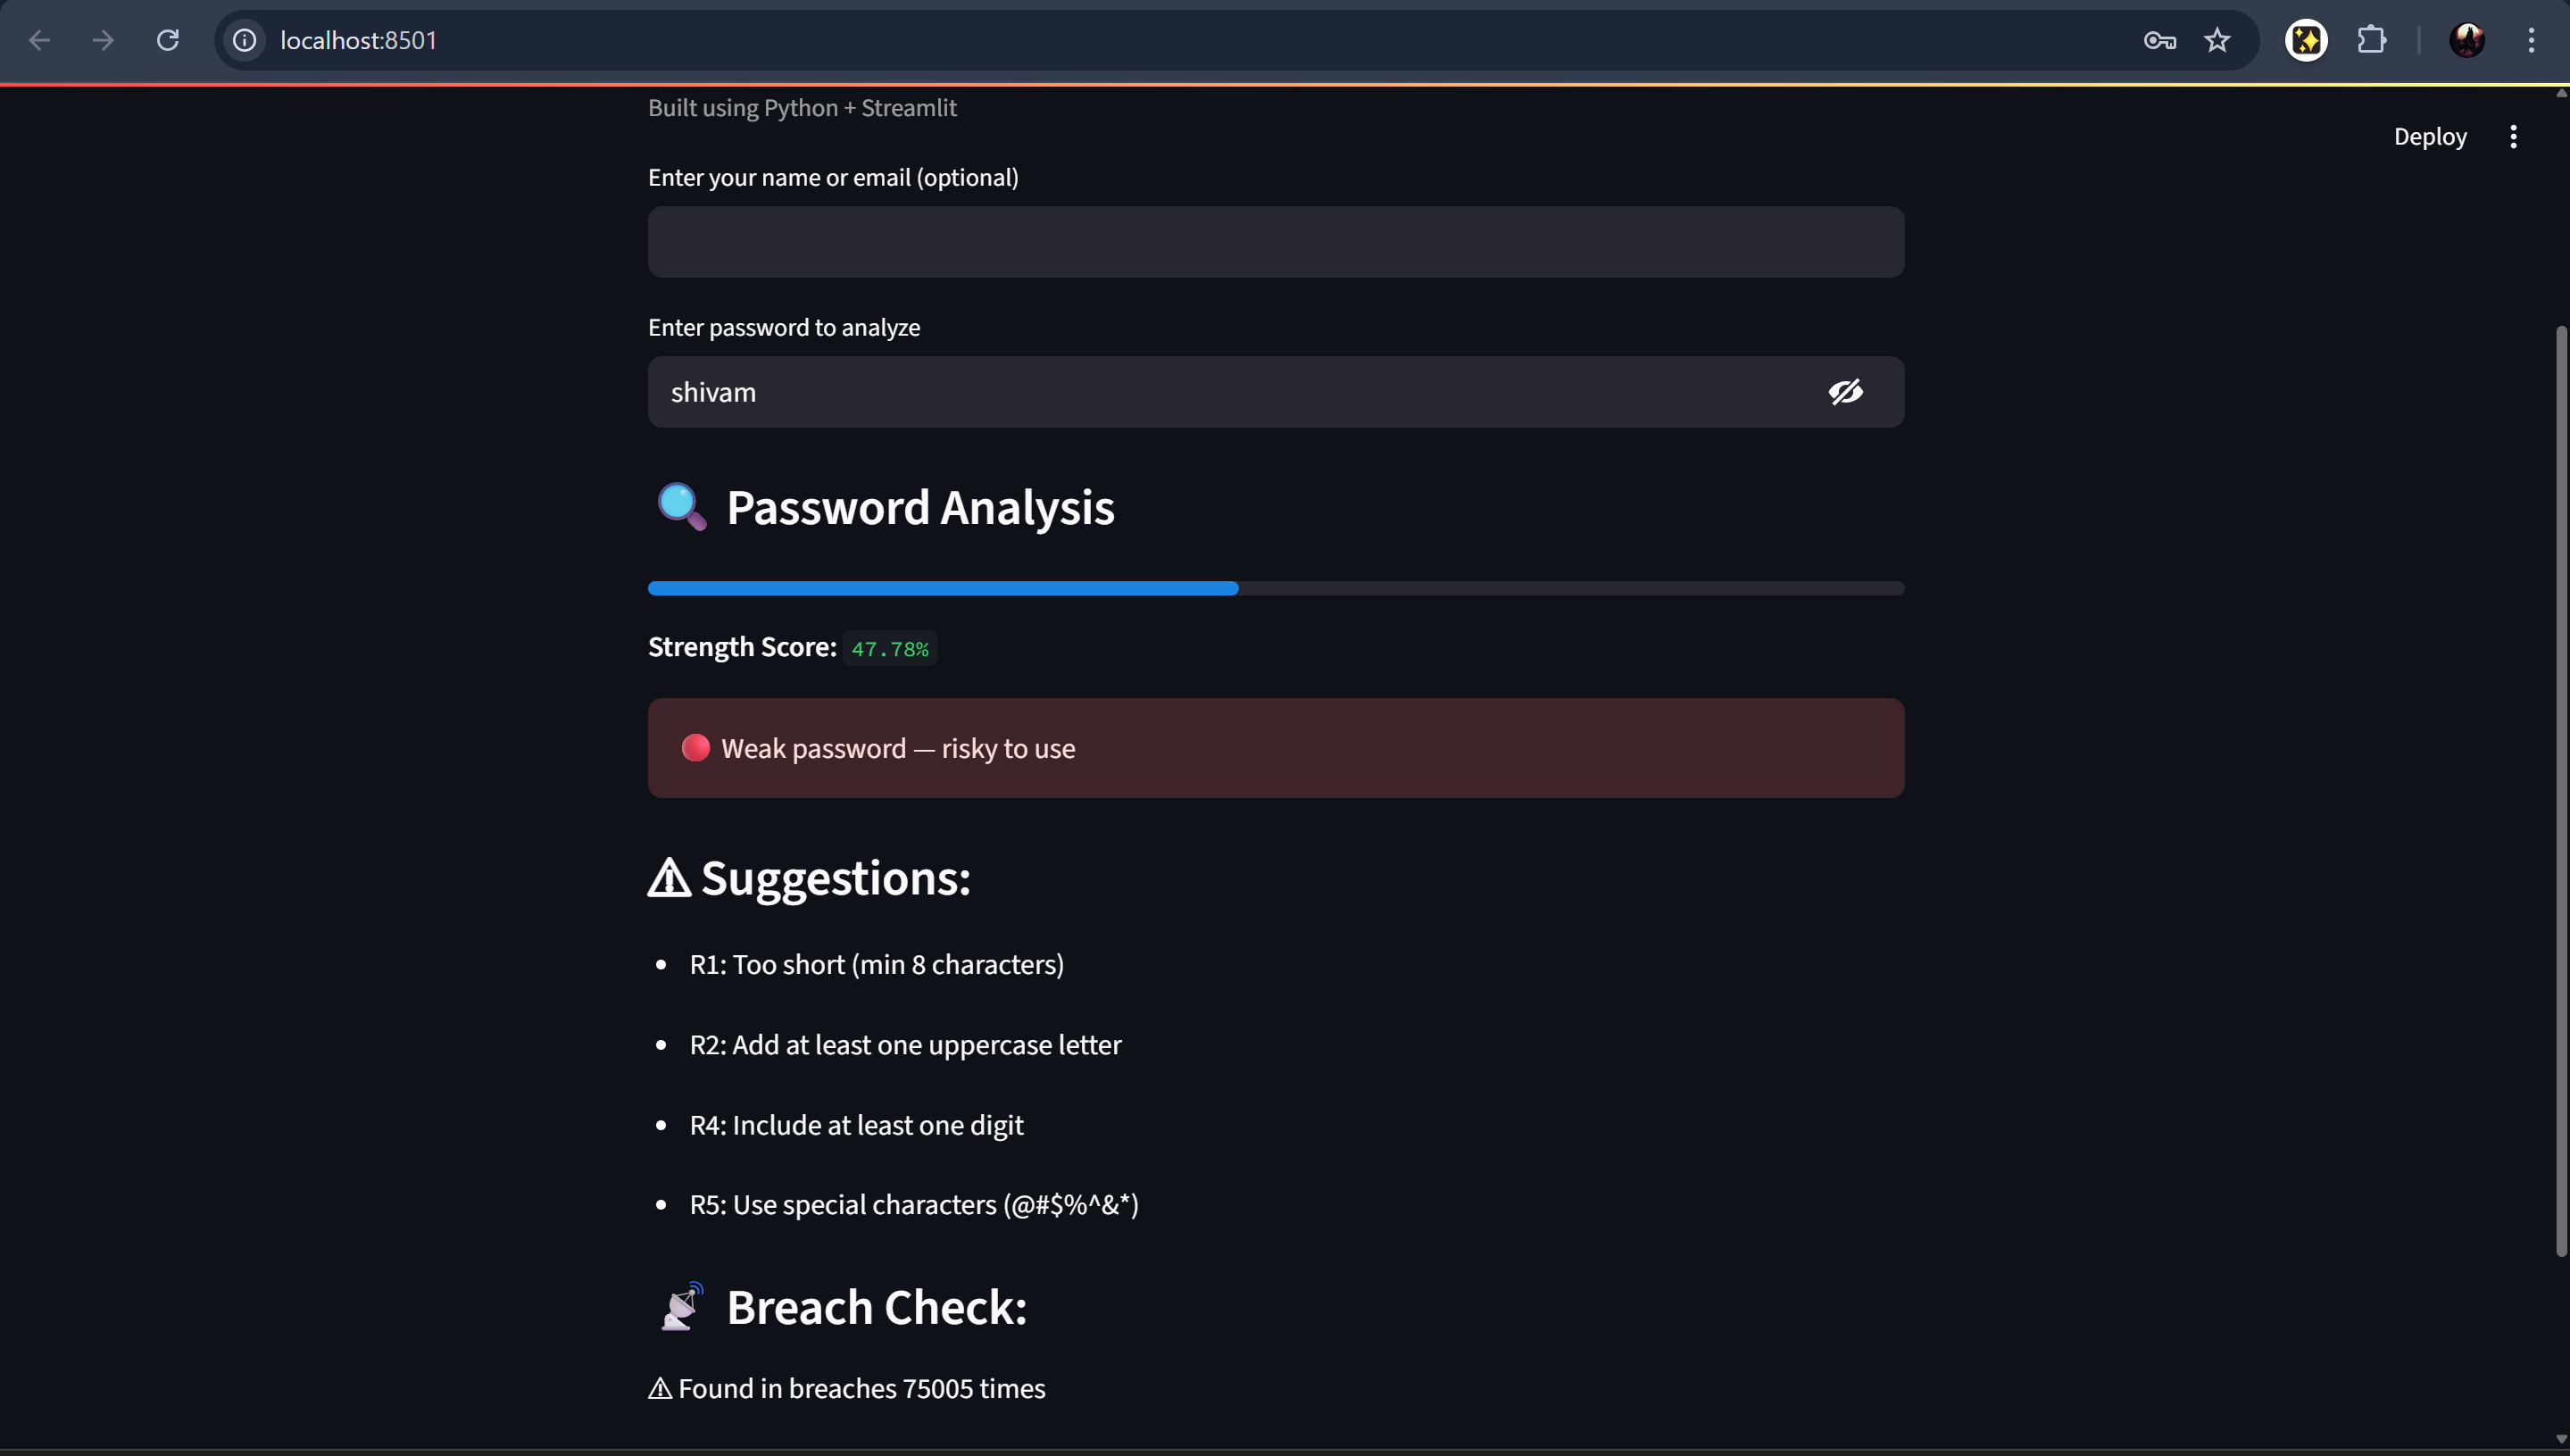 localhost:8501
Built using Python + Streamlit
Deploy
Enter your name or email (optional)
Enter password to analyze
shivam
Password Analysis
Strength Score: 47.78%
Weak password — risky to use
⚠ Suggestions:
• R1: Too short (min 8 characters)
• R2: Add at least one uppercase letter
• R4: Include at least one digit
• R5: Use special characters (@#$%^&*)
Breach Check:
⚠ Found in breaches 75005 times